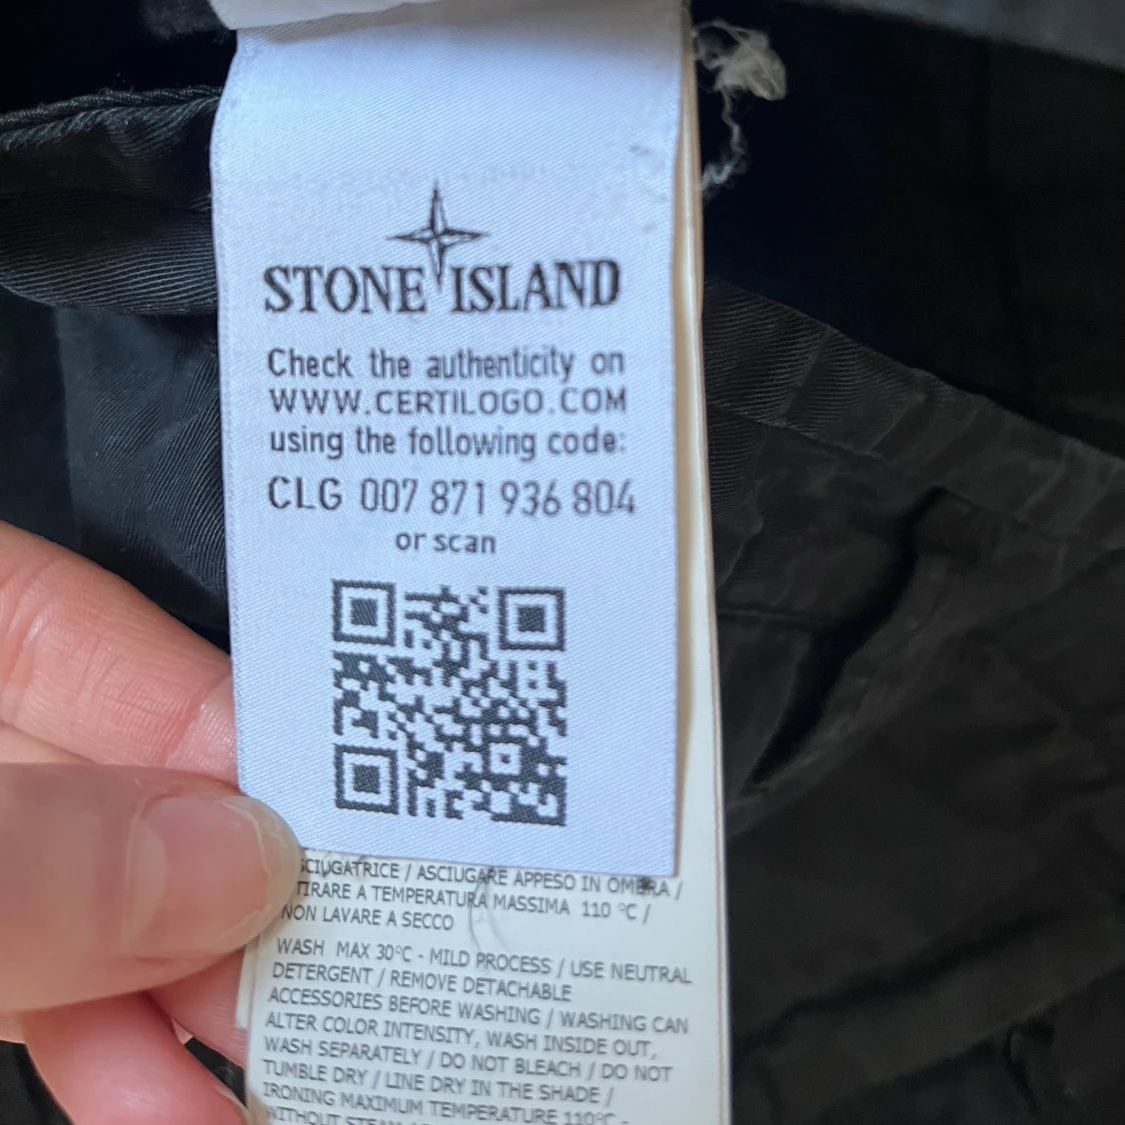 STONE ISLAND
Check the authenticity on
WWW.CERTILOGO.COM
using the following code:
CLG 007 871 936 804
or scan
SCIUGATRICE / ASCIUGARE APPESO IN OMBRA /
TIRARE A TEMPERATURA MASSIMA 110 °C /
NON LAVARE A SECCO
WASH MAX 30°C - MILD PROCESS / USE NEUTRAL
DETERGENT / REMOVE DETACHABLE
ACCESSORIES BEFORE WASHING / WASHING CAN
ALTER COLOR INTENSITY, WASH INSIDE OUT,
WASH SEPARATELY / DO NOT BLEACH / DO NOT
TUMBLE DRY / LINE DRY IN THE SHADE /
IRONING MAXIMUM TEMPERATURE 110°C -
WITHOUT STEAM